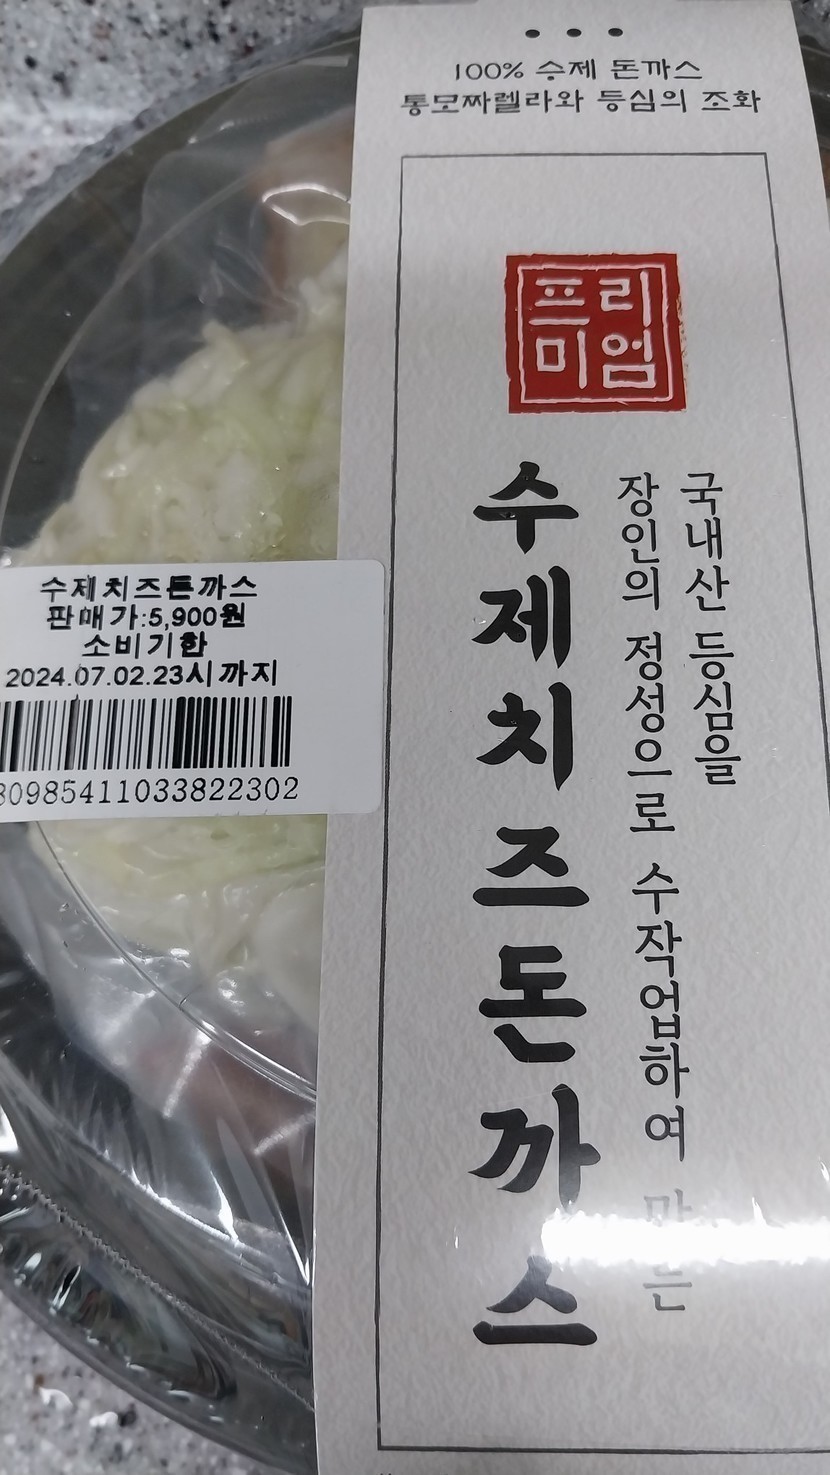 100% 수제 돈까스
통모짜렐라와 등심의 조화
프리
미엄
국내산 등심을
장인의 정성으로 수작업하여 만든
수제치즈돈까스
수제치즈돈까스
판매가:5,900원
소비기한
2024.07.02.23시까지
80985411033822302